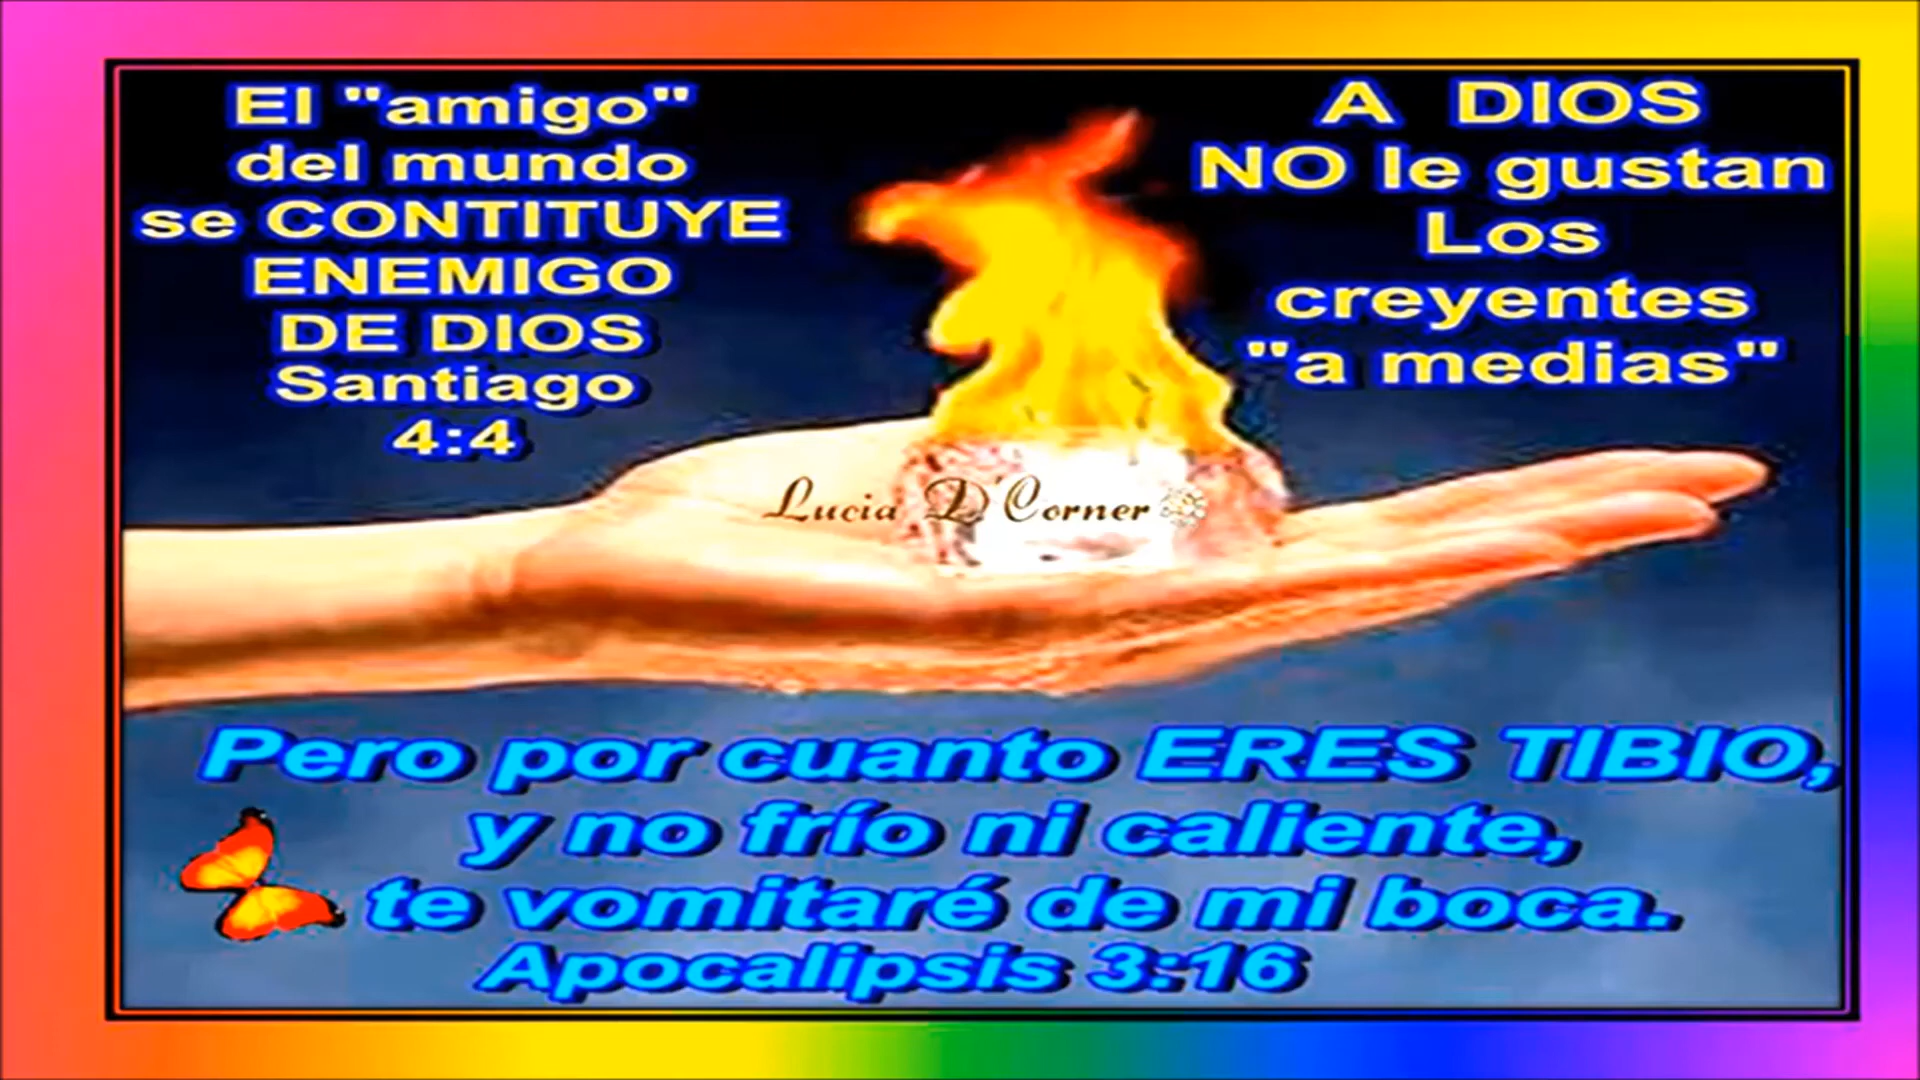 El "amigo"
del mundo
se CONTITUYE
ENEMIGO
DE DIOS
Santiago
4:4
A DIOS
NO le gustan
Los
creyentes
"a medias"
Lucia D'Corner
Pero por cuanto ERES TIBIO,
y no frío ni caliente,
te vomitaré de mi boca.
Apocalipsis 3:16